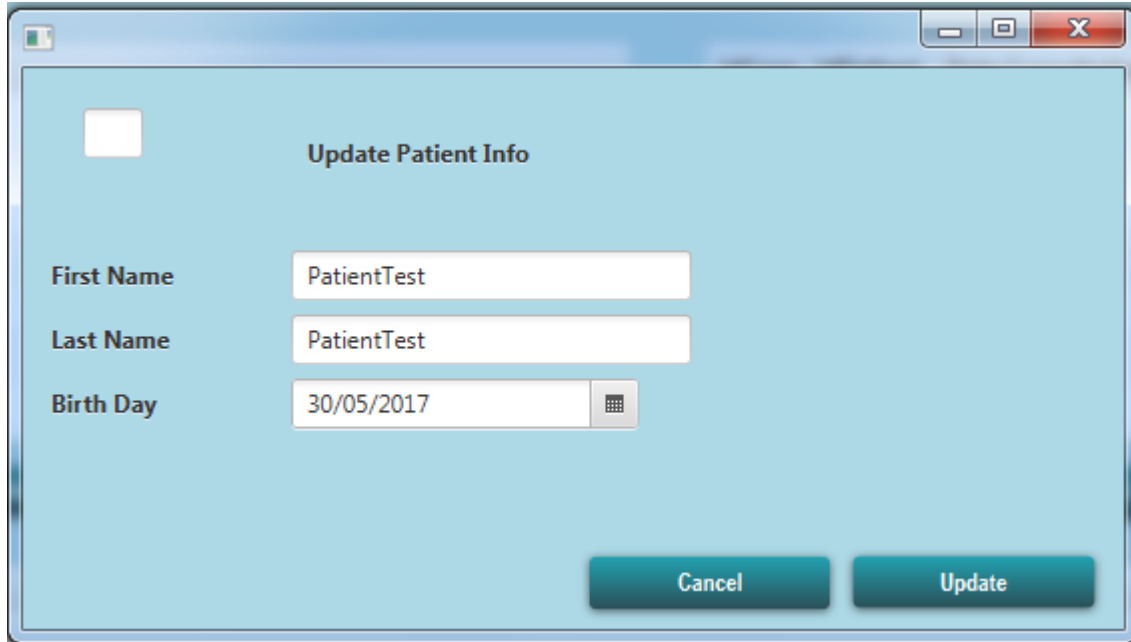 Update Patient Info
First Name PatientTest
Last Name PatientTest
Birth Day 30/05/2017
Cancel Update